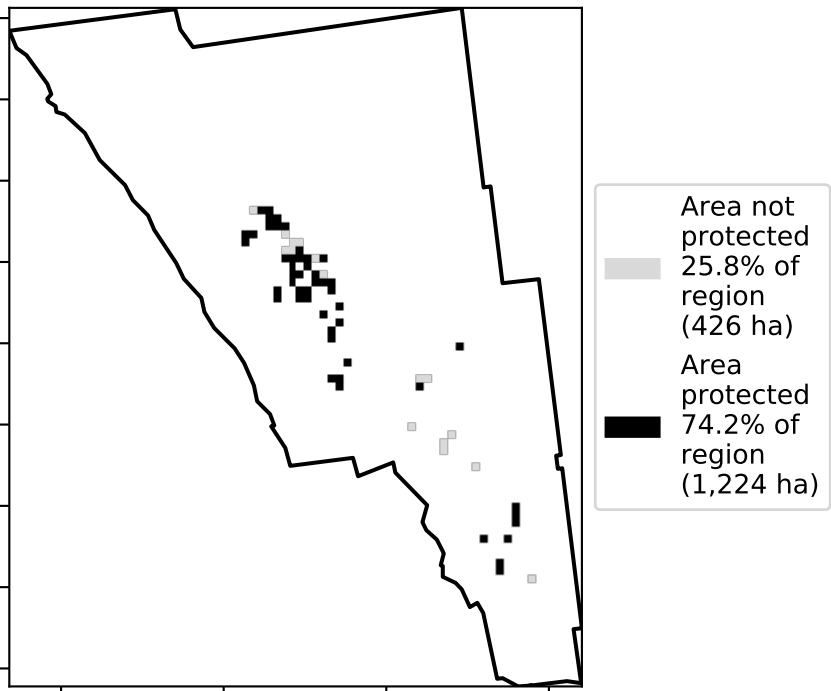 Area not
protected
25.8% of
region
(426 ha)
Area
protected
74.2% of
region
(1,224 ha)